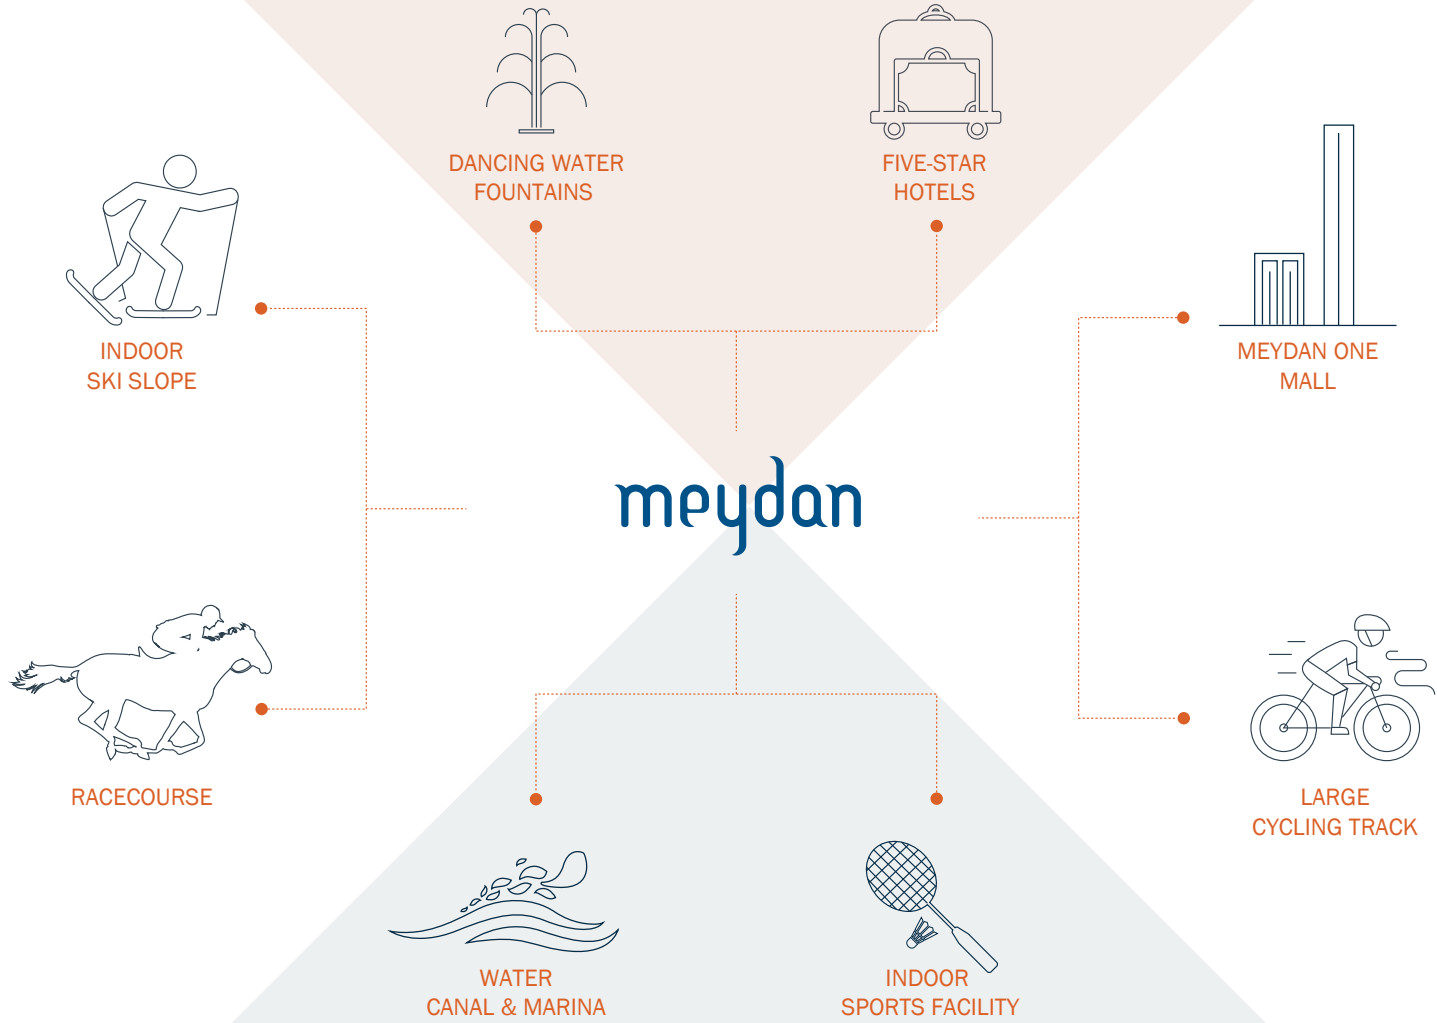 DANCING WATER
FOUNTAINS
FIVE-STAR
HOTELS
INDOOR
SKI SLOPE
MEYDAN ONE
MALL
meydan
RACECOURSE
LARGE
CYCLING TRACK
WATER
CANAL & MARINA
INDOOR
SPORTS FACILITY